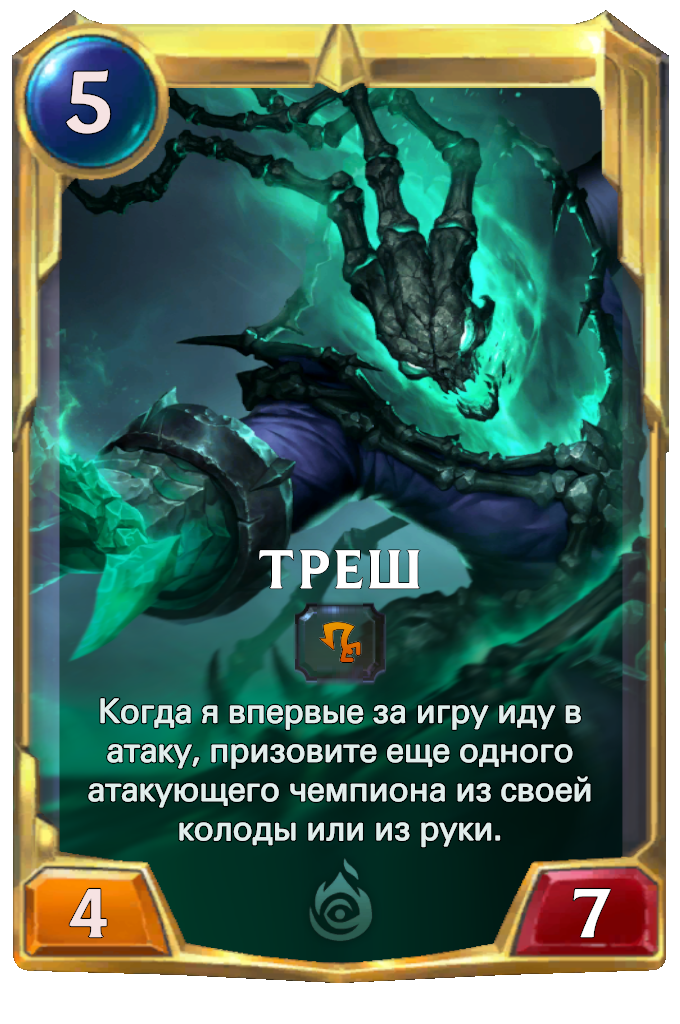 5
ТРЕШ
Когда я впервые за игру иду в
атаку, призовите еще одного
атакующего чемпиона из своей
колоды или из руки.
4
7